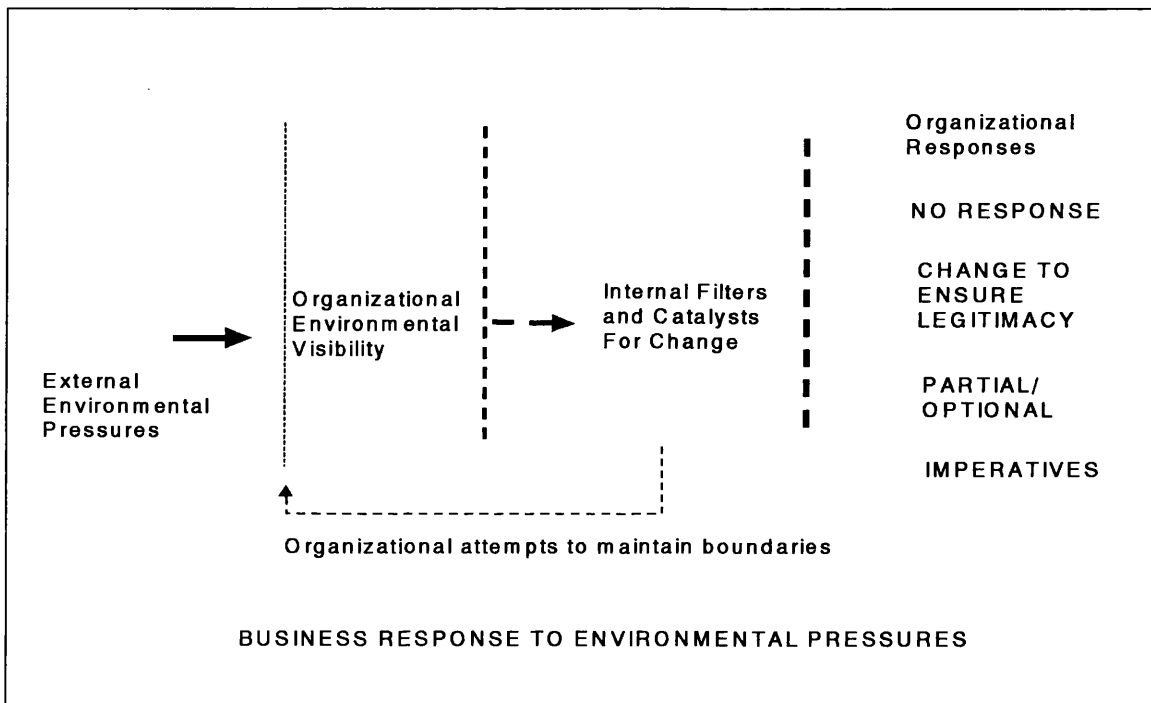 External
Environmental
Pressures
Organizational
Environmental
Visibility
Internal Filters
and Catalysts
For Change
Organizational
Responses
NO RESPONSE
CHANGE TO
ENSURE
LEGITIMACY
PARTIAL/
OPTIONAL
IMPERATIVES
Organizational attempts to maintain boundaries
BUSINESS RESPONSE TO ENVIRONMENTAL PRESSURES